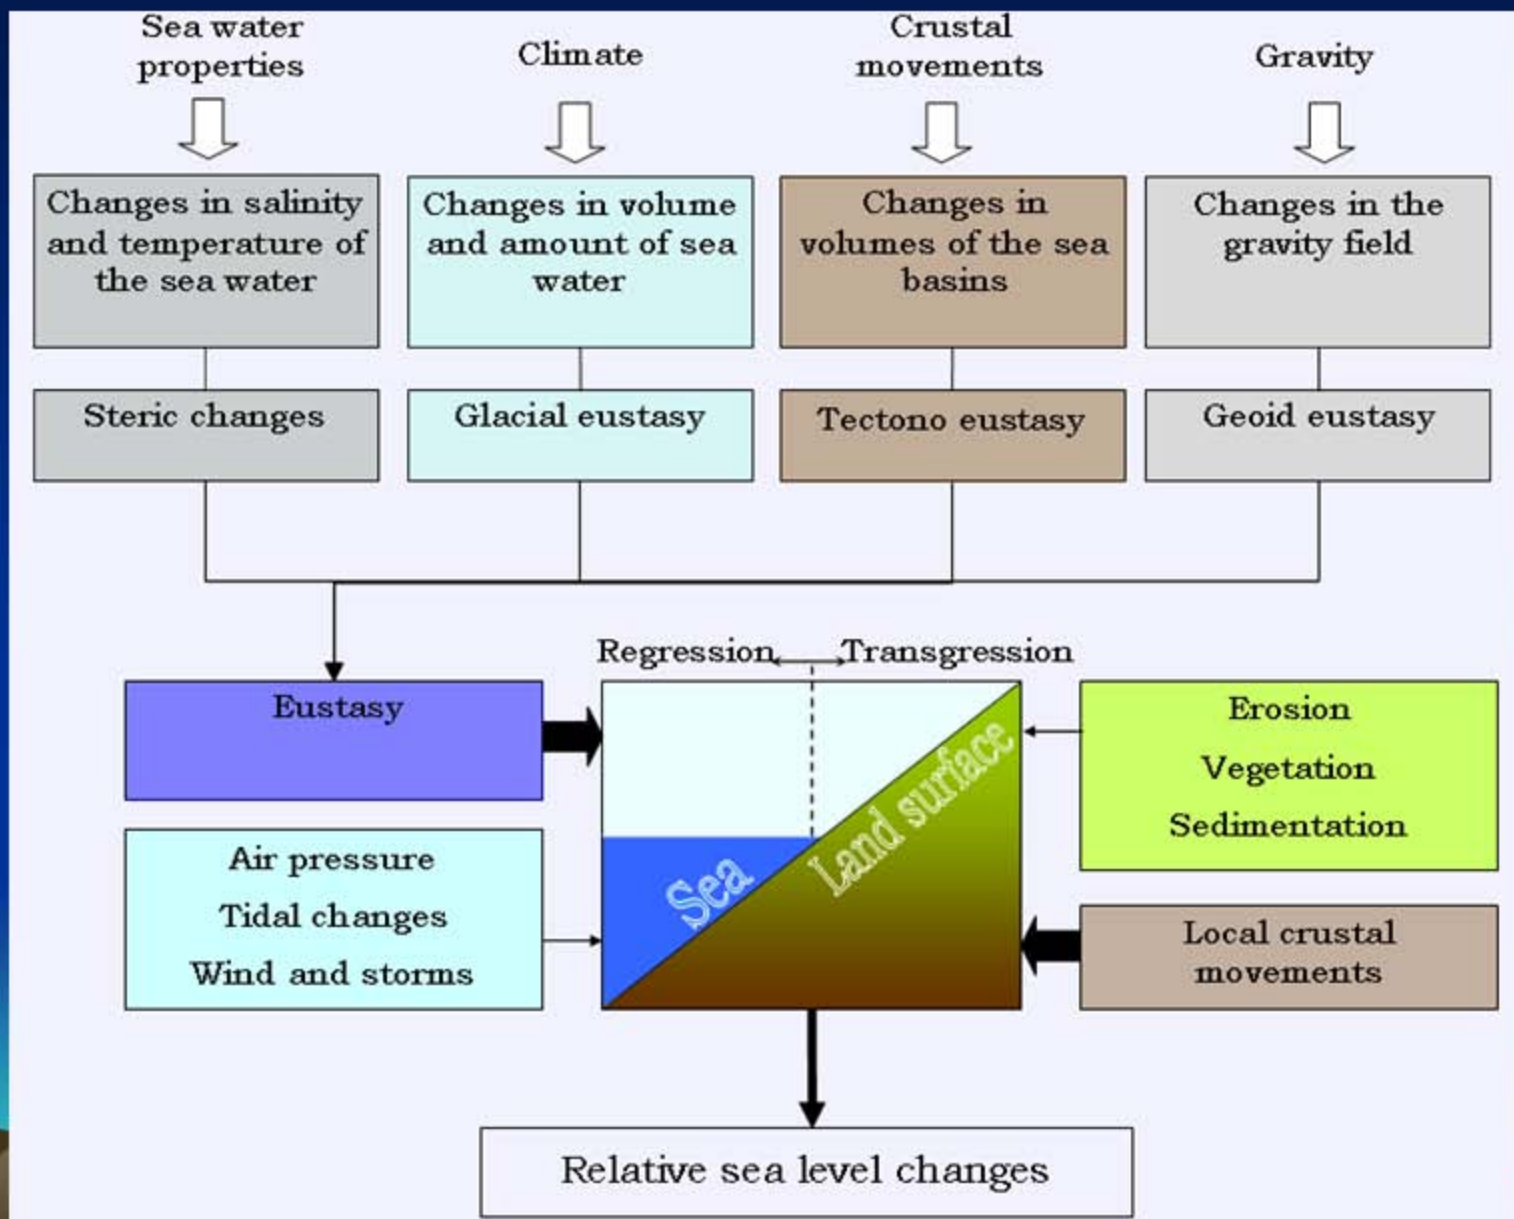 Sea water
properties
Climate
Crustal
movements
Gravity
Changes in salinity
and temperature of
the sea water
Changes in volume
and amount of sea
water
Changes in
volumes of the sea
basins
Changes in the
gravity field
Steric changes
Glacial eustasy
Tectono eustasy
Geoid eustasy
Regression
Transgression
Eustasy
Air pressure
Tidal changes
Wind and storms
Sea
Land surface
Erosion
Vegetation
Sedimentation
Local crustal
movements
Relative sea level changes